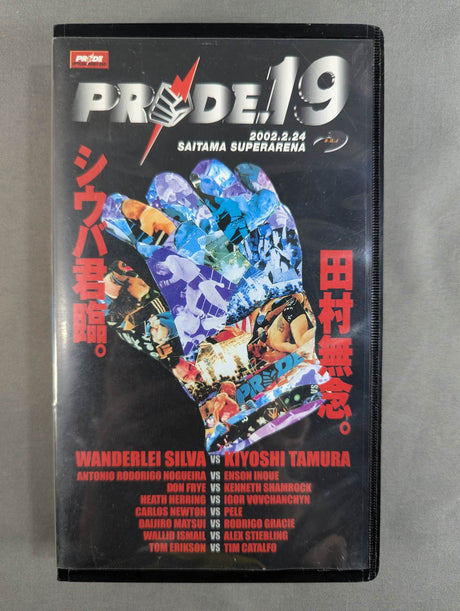 PRIDE
PRIDE.19
2002.2.24
SAITAMA SUPERARENA
シウバ君臨。
田村無念。
PRIDE
WANDERLEI SILVA VS KIYOSHI TAMURA
ANTONIO RODORIGO NOGUEIRA VS ENSON INOUE
DON FRYE VS KENNETH SHAMROCK
HEATH HERRING VS IGOR VOVCHANCHYN
CARLOS NEWTON VS PELE
DAIJIRO MATSUI VS RODRIGO GRACIE
WALLID ISMAIL VS ALEX STIEBLING
TOM ERIKSON VS TIM CATALFO